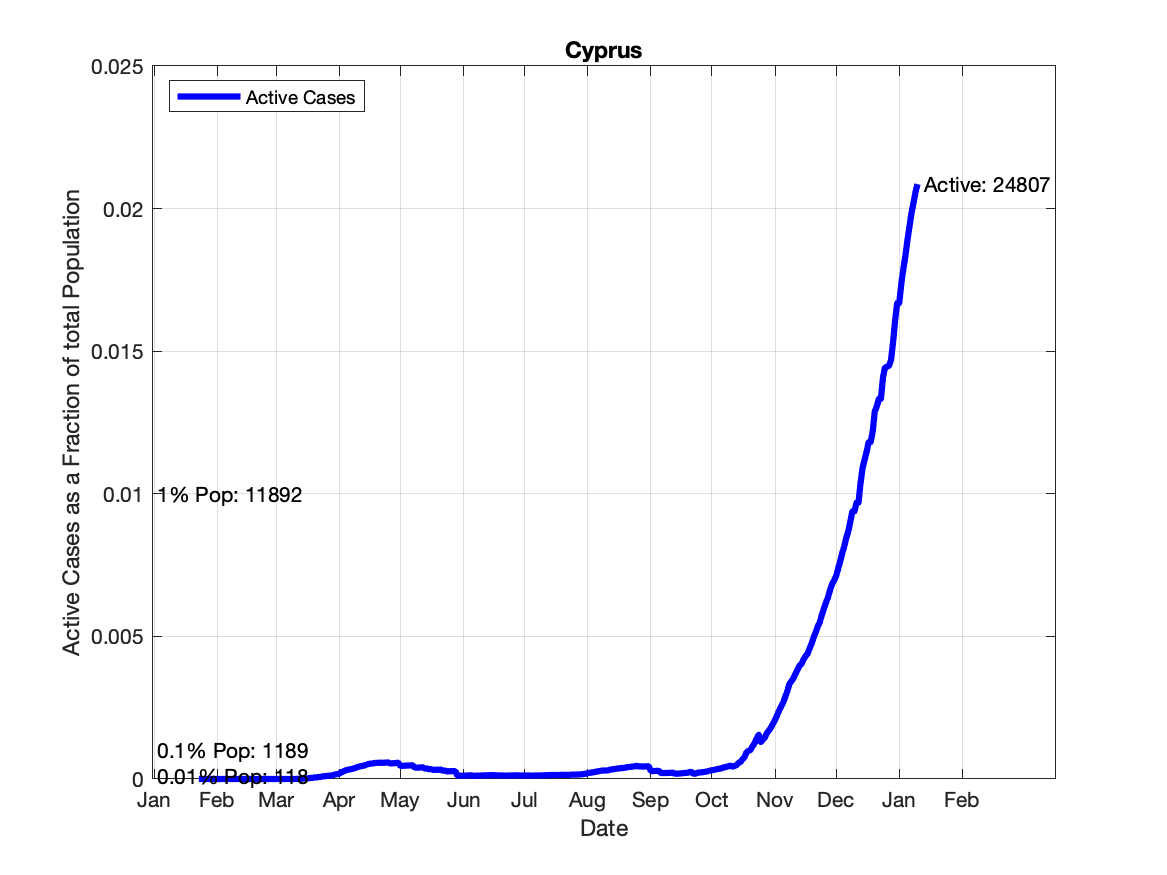 Cyprus
Active Cases
Active Cases as a Fraction of total Population
0.025
0.02
0.015
0.01
0.005
0
Active: 24807
1% Pop: 11892
0.1% Pop: 1189
0.01% Pop: 118
Jan Feb Mar Apr May Jun Jul Aug Sep Oct Nov Dec Jan Feb
Date